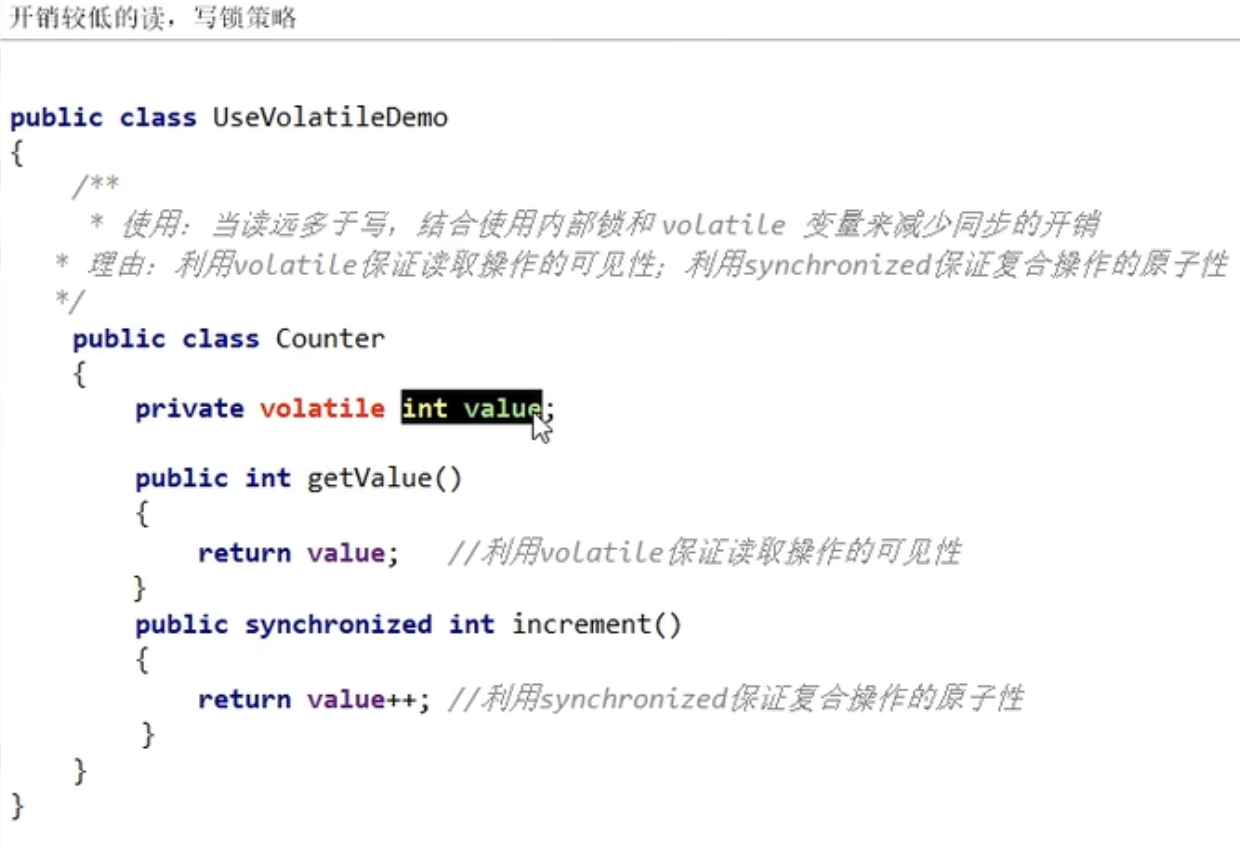 开销较低的读，写锁策略
public class UseVolatileDemo
{
/**
* 使用：当读远多于写，结合使用内部锁和 volatile 变量来减少同步的开销
* 理由：利用volatile保证读取操作的可见性；利用synchronized保证复合操作的原子性
*/
public class Counter
{
private volatile int value;
public int getValue()
{
return value;   //利用volatile保证读取操作的可见性
}
public synchronized int increment()
{
return value++; //利用synchronized保证复合操作的原子性
}
}
}